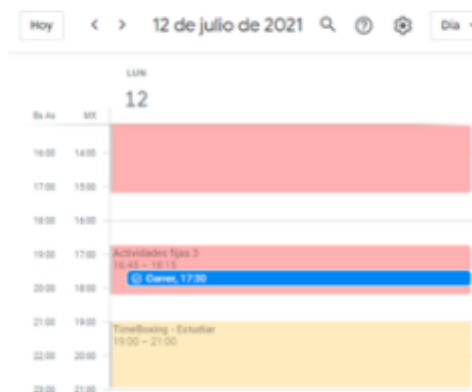 Hoy 12 de julio de 2021 Día
LUN
12
Bs As MX
16:00 14:00
17:00 15:00
18:00 16:00
19:00 17:00 Actividades fijas 3
16:45 – 18:15
Correr, 17:30
20:00 18:00
21:00 19:00 TimeBoxing - Estudiar
19:00 – 21:00
22:00 20:00
23:00 21:00